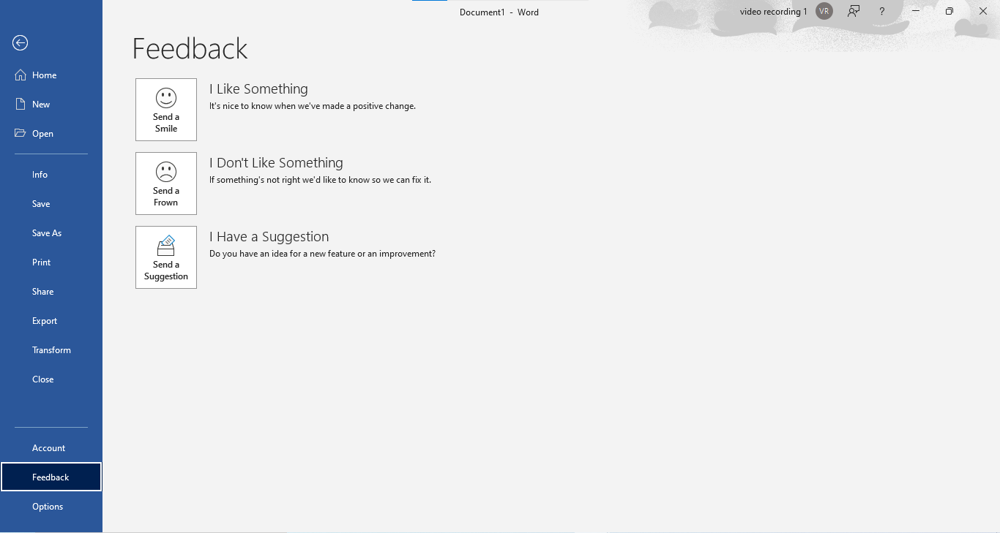 Document1 - Word
video recording 1
VR
?
Home
New
Open
Info
Save
Save As
Print
Share
Export
Transform
Close
Account
Feedback
Options
Feedback
Send a
Smile
I Like Something
It's nice to know when we've made a positive change.
Send a
Frown
I Don't Like Something
If something's not right we'd like to know so we can fix it.
Send a
Suggestion
I Have a Suggestion
Do you have an idea for a new feature or an improvement?